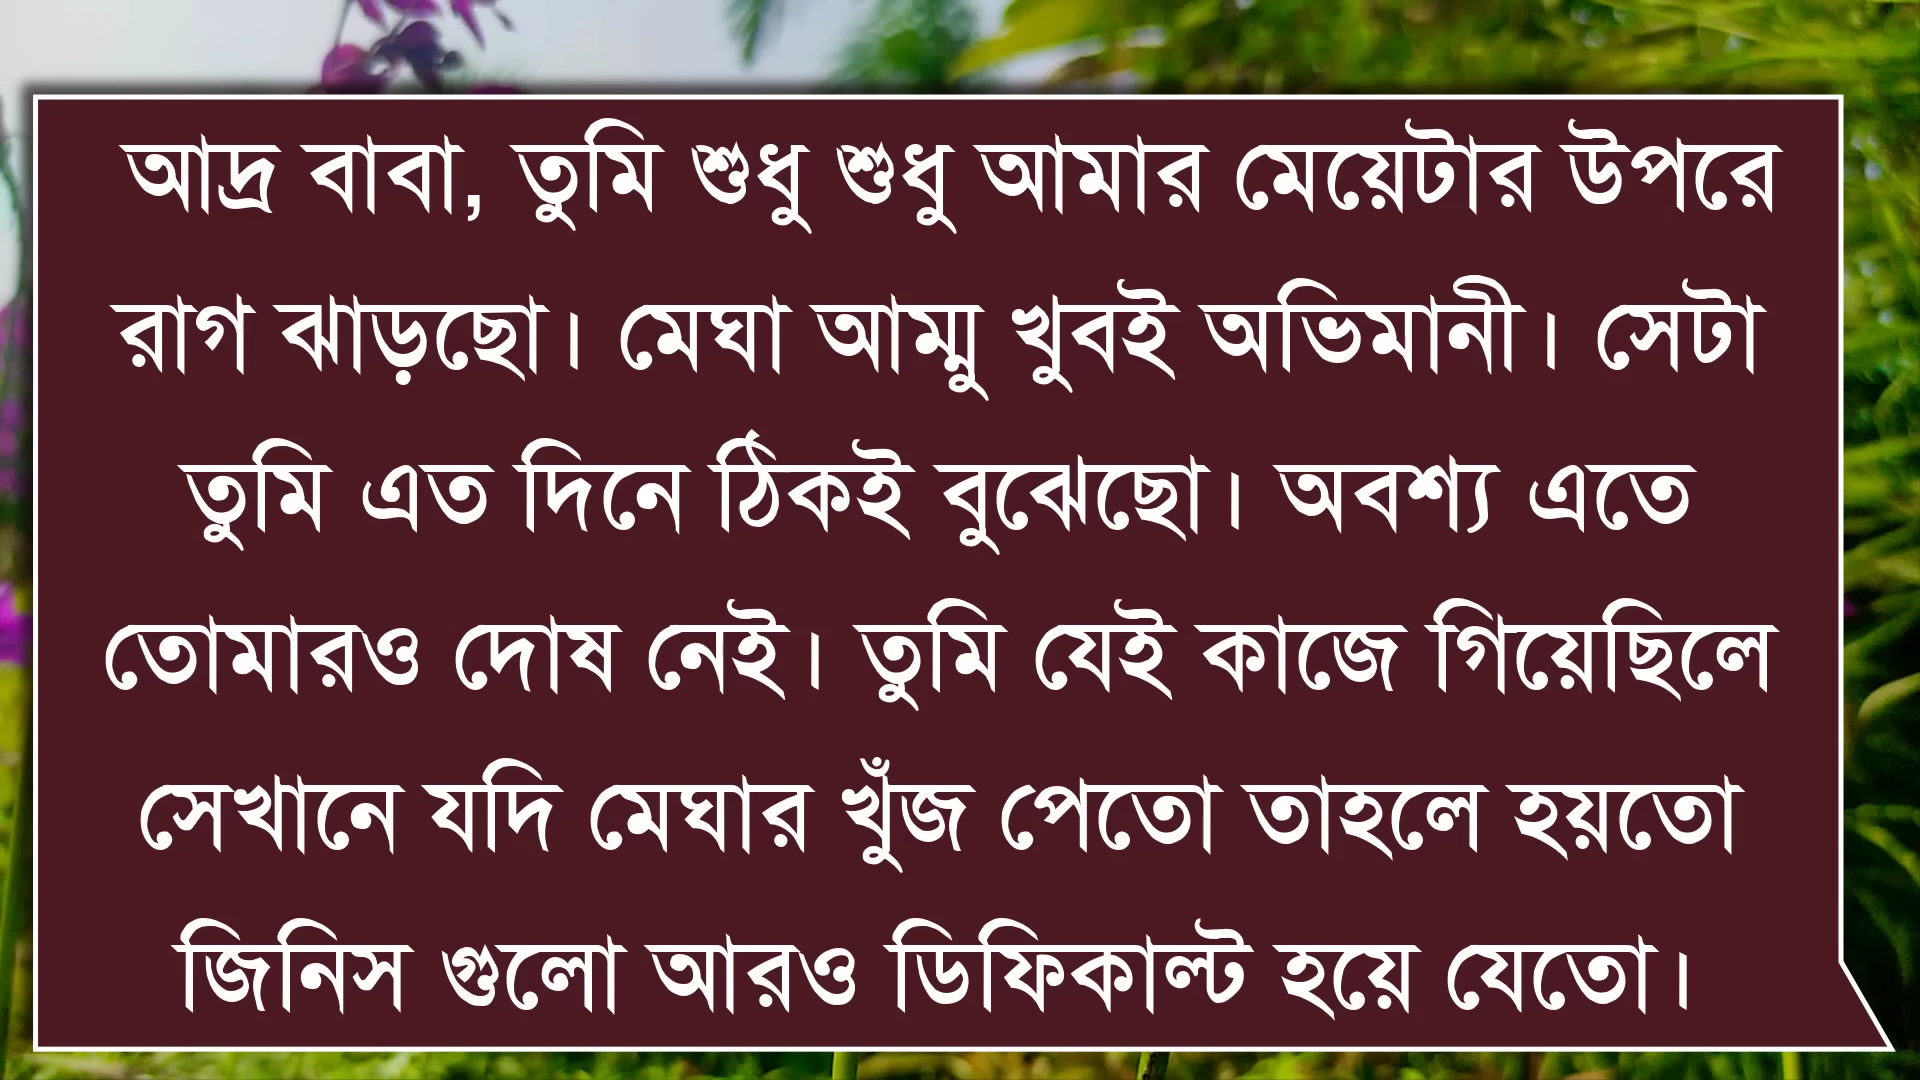 আদ্র বাবা, তুমি শুধু শুধু আমার মেয়েটার উপরে
রাগ ঝাড়ছো। মেঘা আম্মু খুবই অভিমানী। সেটা
তুমি এত দিনে ঠিকই বুঝেছো। অবশ্য এতে
তোমারও দোষ নেই। তুমি যেই কাজে গিয়েছিলে
সেখানে যদি মেঘার খুঁজ পেতো তাহলে হয়তো
জিনিস গুলো আরও ডিফিকাল্ট হয়ে যেতো।